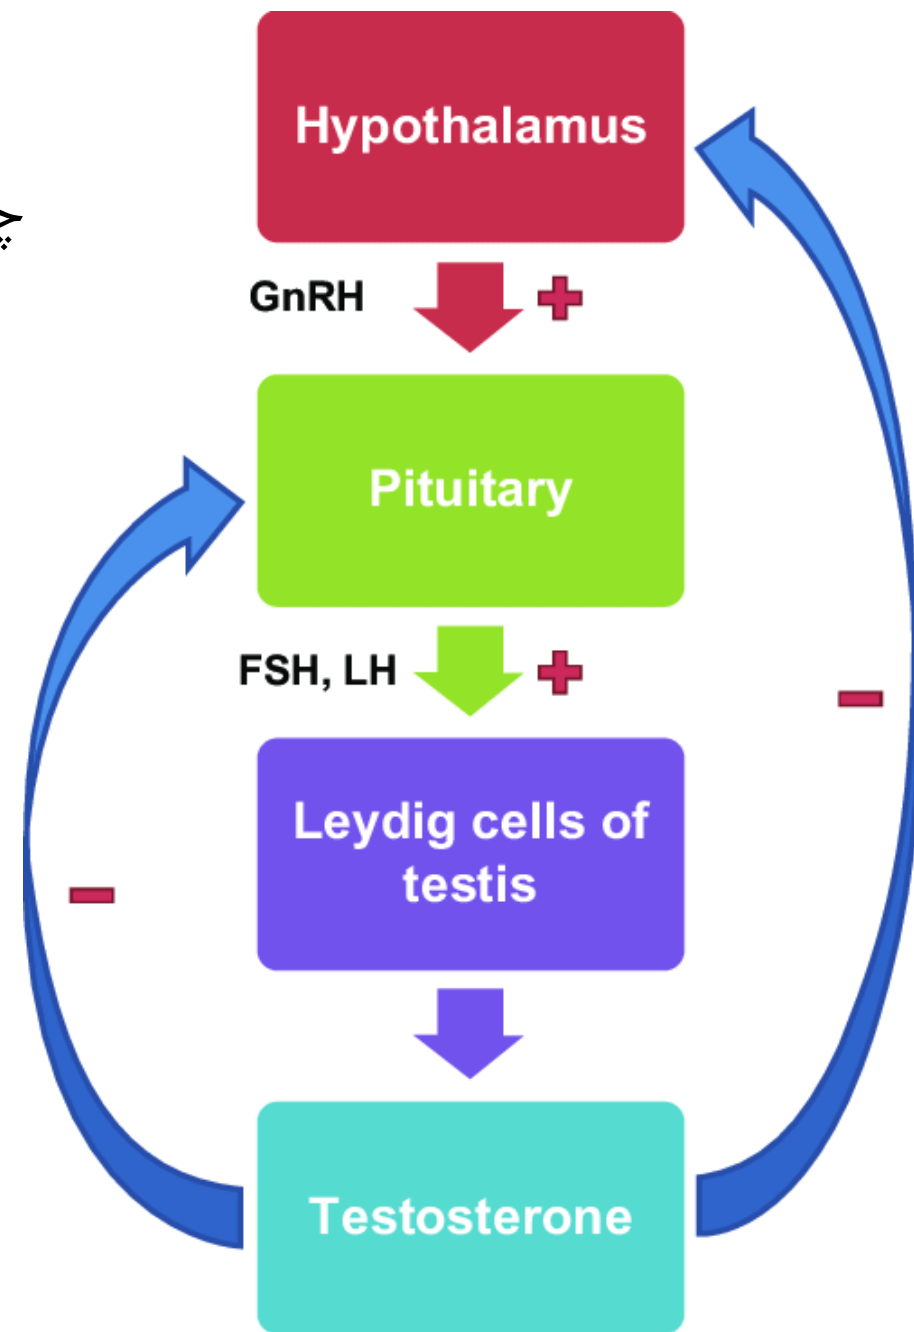 Hypothalamus
GnRH
Pituitary
FSH, LH
Leydig cells of
testis
Testosterone